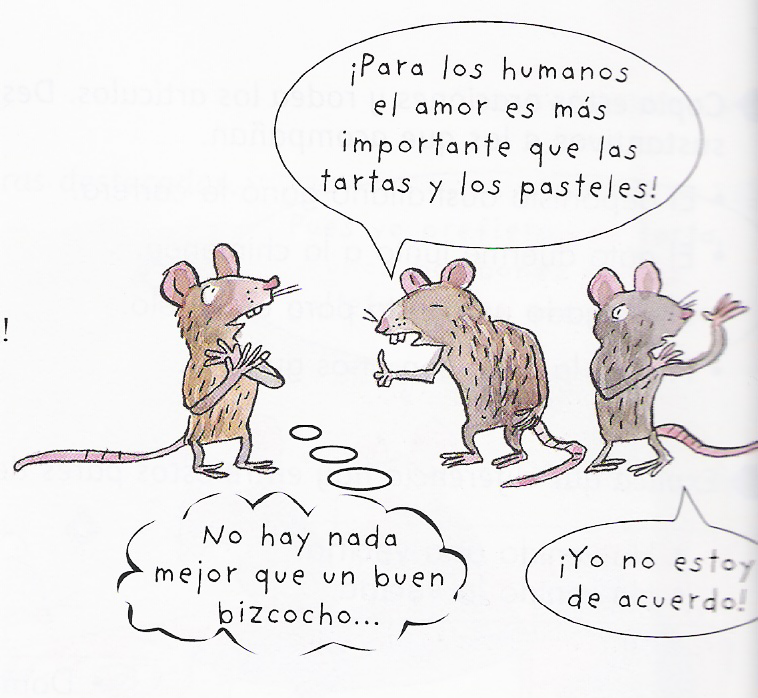 ¡Para los humanos
el amor es más
importante que las
tartas y los pasteles!
!
No hay nada
mejor que un buen
bizcocho...
¡Yo no estoy
de acuerdo!